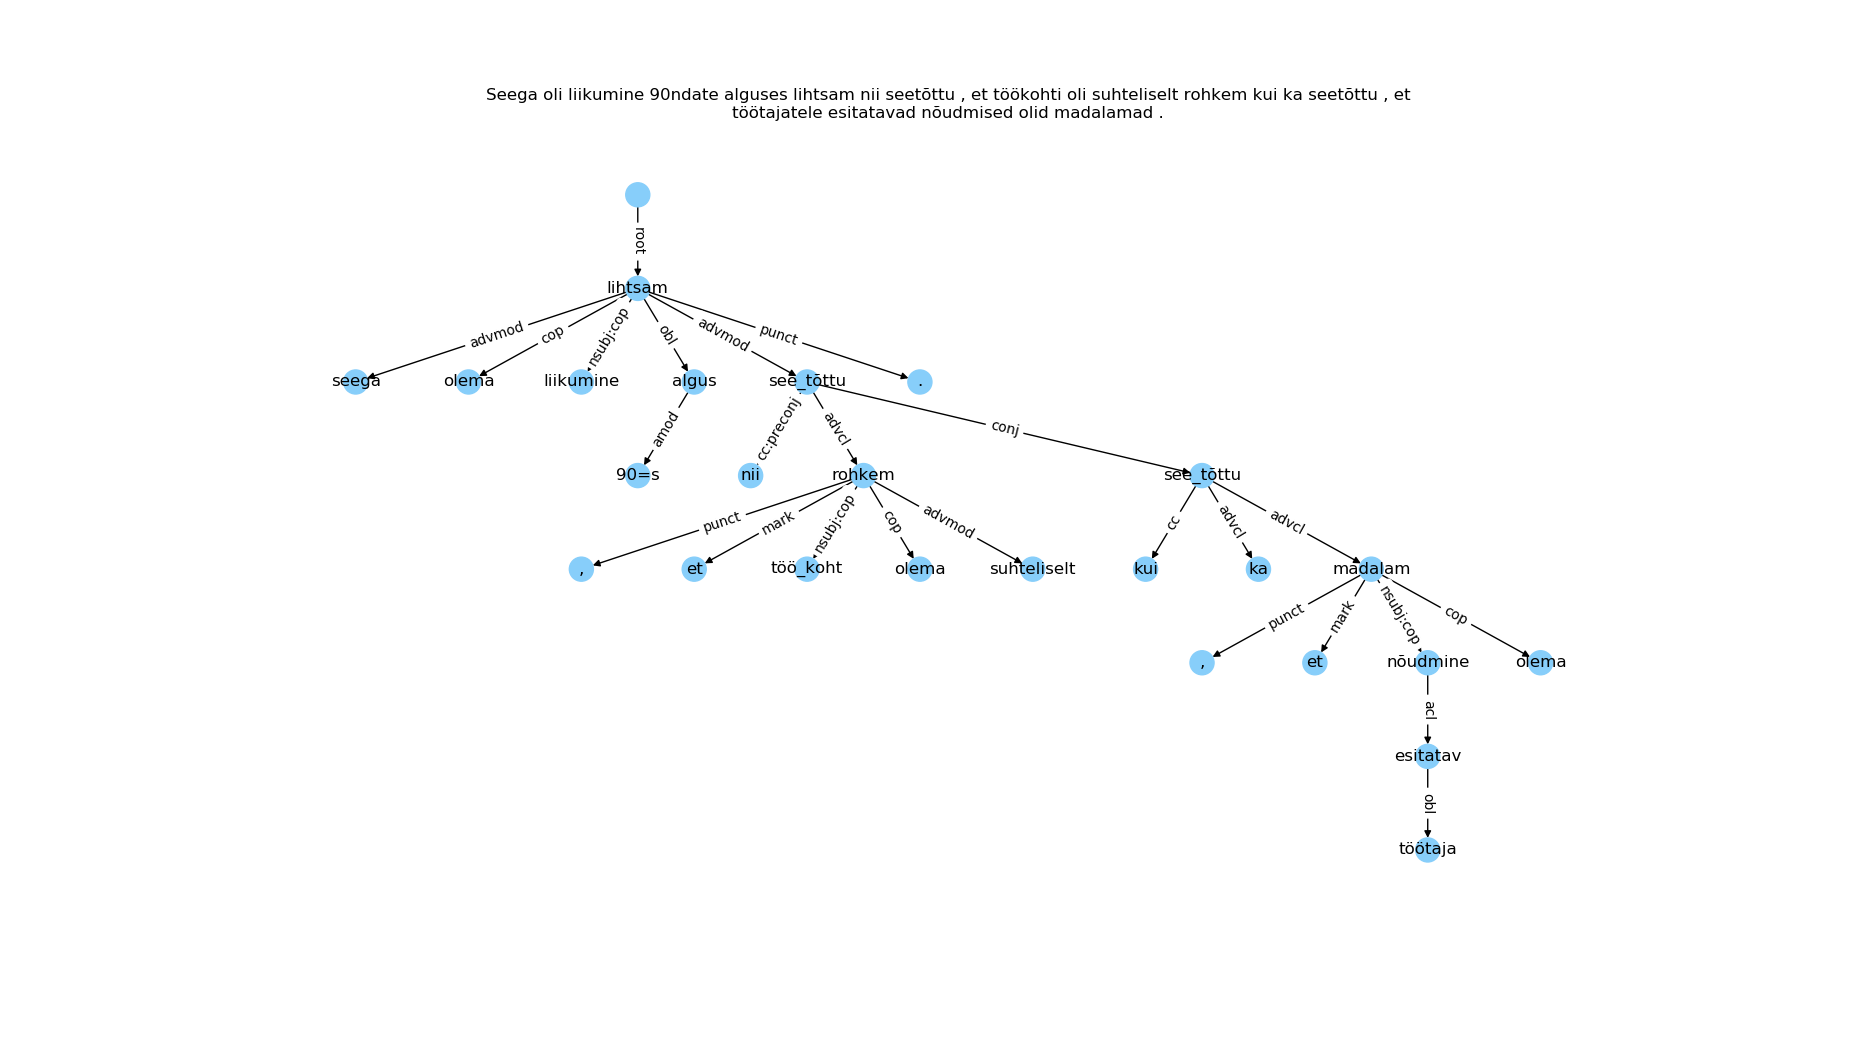 Seega oli liikumine 90ndate alguses lihtsam nii seetõttu , et töökohti oli suhteliselt rohkem kui ka seetõttu , et
töötajatele esitatavad nõudmised olid madalamad .
root
lihtsam
advmod cop nsubj:cop obl advmod punct
seega olema liikumine algus see_tõttu .
amod cc:preconj advcl conj
90=s nii rohkem see_tõttu
punct mark nsubj:cop cop advmod cc advcl advcl
, et töö_koht olema suhteliselt kui ka madalam
punct mark nsubj:cop cop
, et nõudmine olema
acl
esitatav
obl
töötaja